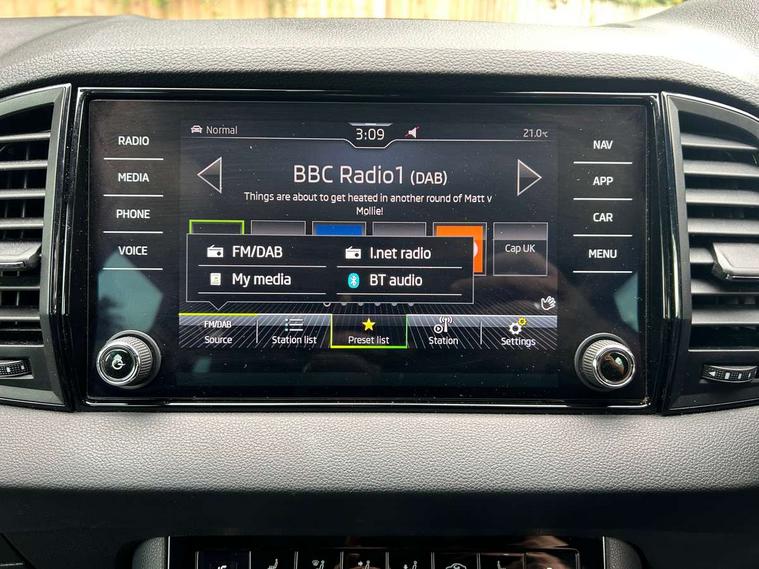 RADIO
MEDIA
PHONE
VOICE
Normal
3:09
21.0°C
BBC Radio1 (DAB)
Things are about to get heated in another round of Matt v
Mollie!
Cap UK
FM/DAB
I.net radio
My media
BT audio
FM/DAB
Source
Station list
Preset list
Station
Settings
NAV
APP
CAR
MENU